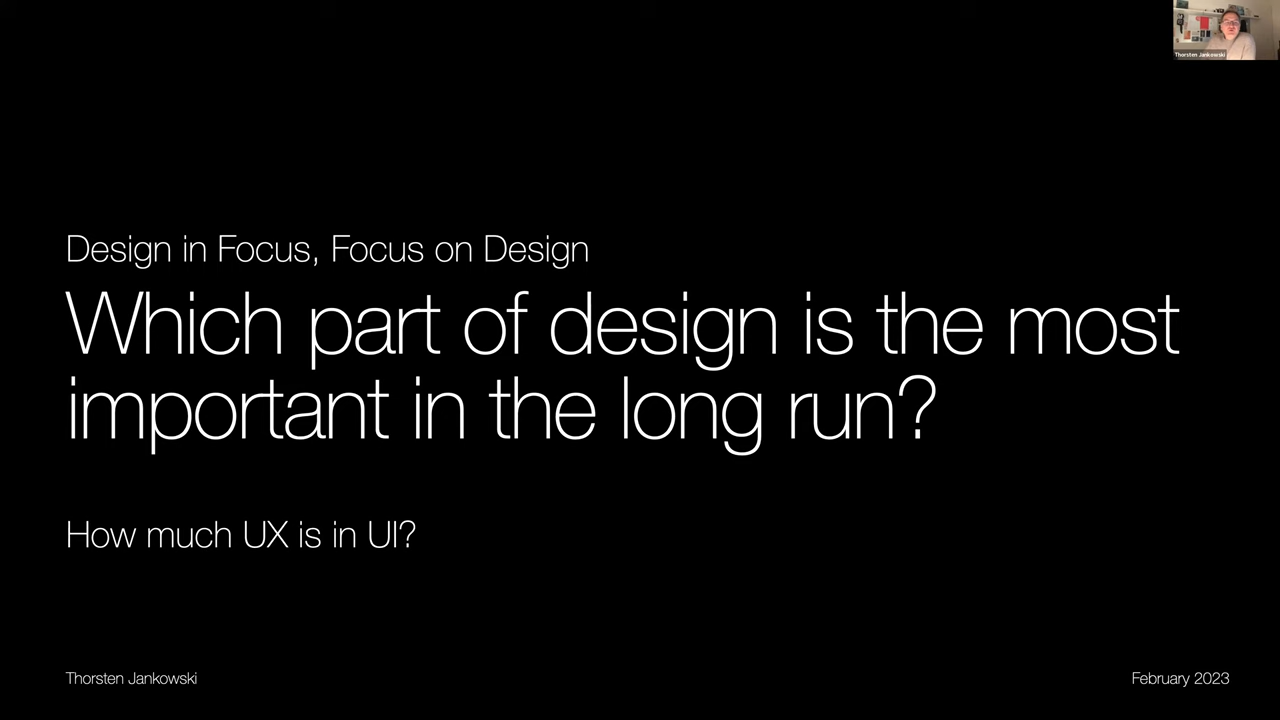 Thorsten Jankowski
Design in Focus, Focus on Design
Which part of design is the most
important in the long run?
How much UX is in UI?
Thorsten Jankowski
February 2023